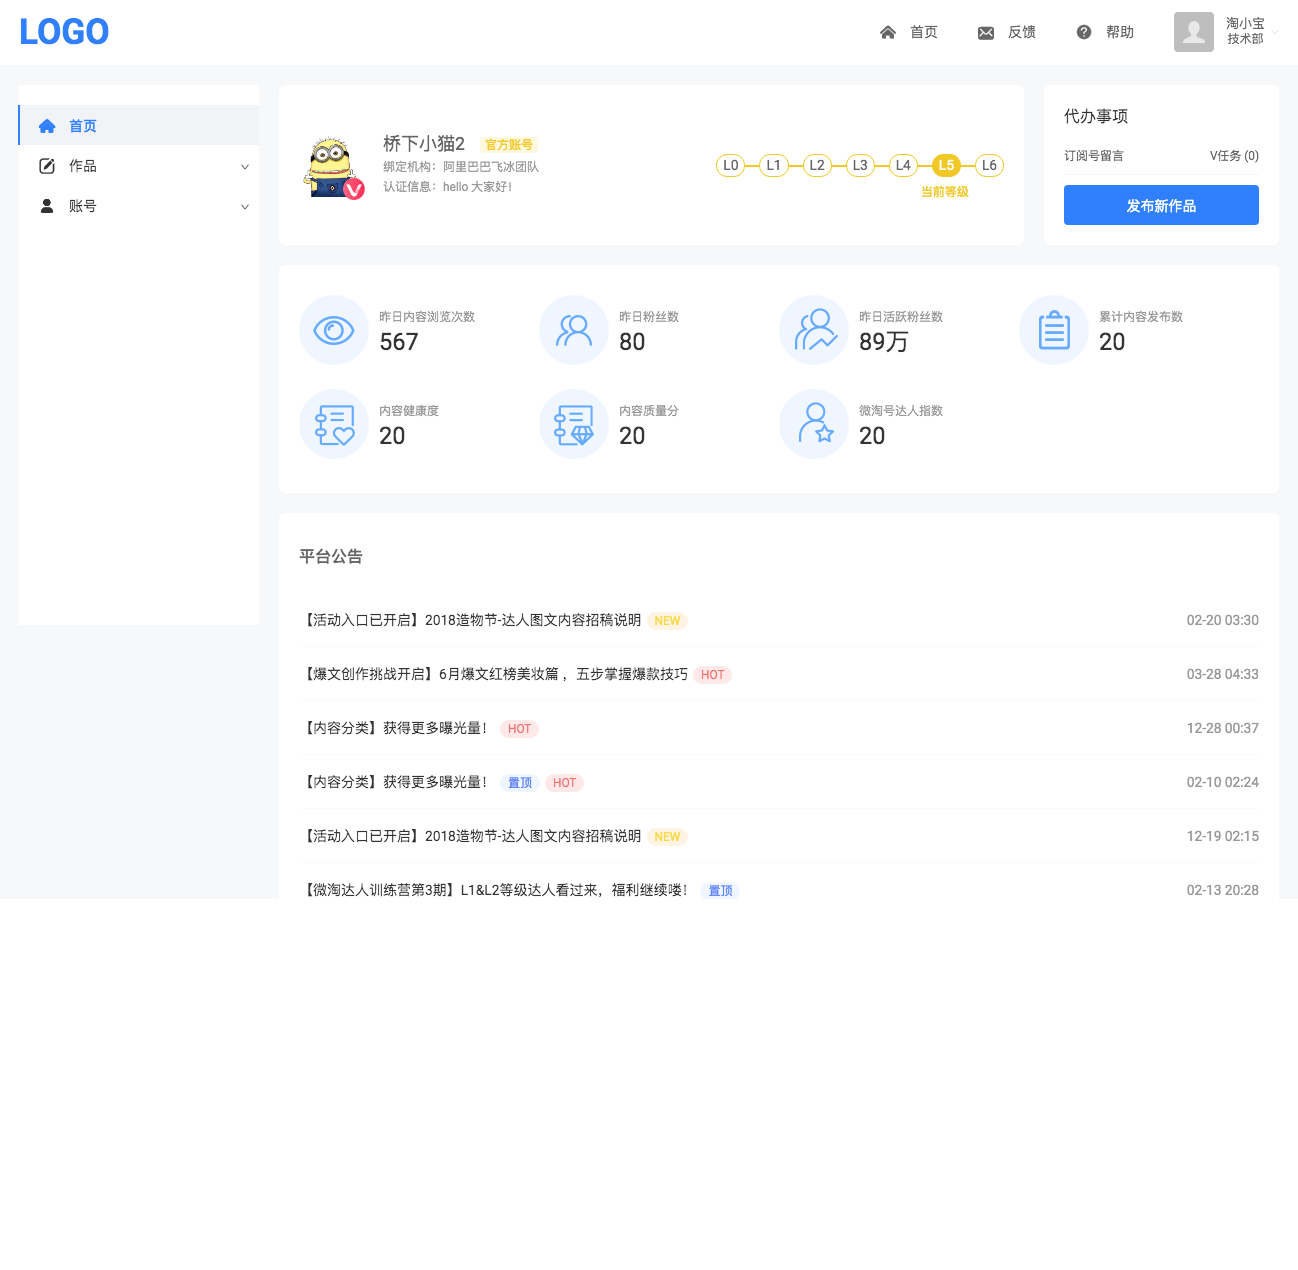 LOGO
首页
反馈
帮助
淘小宝
技术部
首页
作品
账号
桥下小猫2 官方账号
绑定机构：阿里巴巴飞冰团队
认证信息：hello 大家好！
L0 L1 L2 L3 L4 L5 L6
当前等级
代办事项
订阅号留言 V任务 (0)
发布新作品
昨日内容浏览次数
567
昨日粉丝数
80
昨日活跃粉丝数
89万
累计内容发布数
20
内容健康度
20
内容质量分
20
微淘号达人指数
20
平台公告
【活动入口已开启】2018造物节-达人图文内容招稿说明 NEW 02-20 03:30
【爆文创作挑战开启】6月爆文红榜美妆篇 ，五步掌握爆款技巧 HOT 03-28 04:33
【内容分类】获得更多曝光量！ HOT 12-28 00:37
【内容分类】获得更多曝光量！ 置顶 HOT 02-10 02:24
【活动入口已开启】2018造物节-达人图文内容招稿说明 NEW 12-19 02:15
【微淘达人训练营第3期】L1&L2等级达人看过来，福利继续喽！ 置顶 02-13 20:28